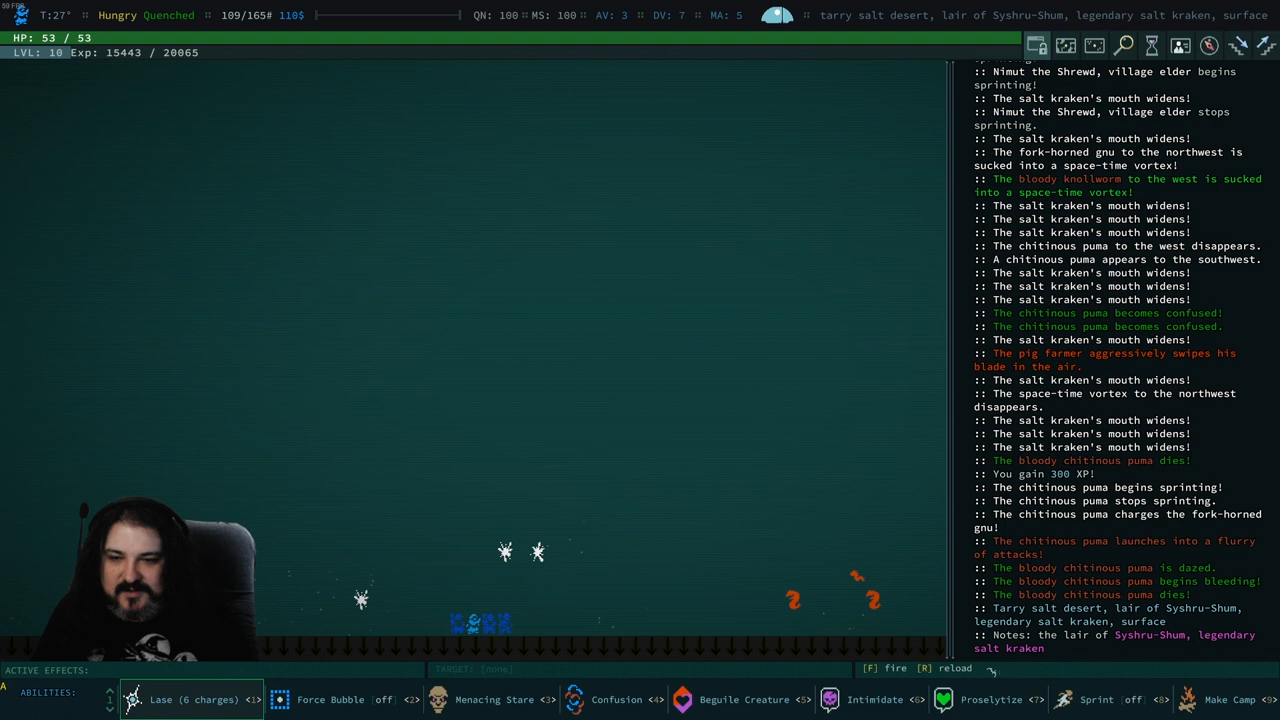 59 FPS
T:27° :: Hungry Quenched :: 109/165# 110$ QN: 100 :: MS: 100 :: AV: 3 :: DV: 7 :: MA: 5 :: tarry salt desert, lair of Syshru-Shum, legendary salt kraken, surface
HP: 53 / 53
LVL: 10 Exp: 15443 / 20065
:: Nimut the Shrewd, village elder begins
sprinting!
:: The salt kraken's mouth widens!
:: Nimut the Shrewd, village elder stops
sprinting.
:: The salt kraken's mouth widens!
:: The fork-horned gnu to the northwest is
sucked into a space-time vortex!
:: The bloody knollworm to the west is sucked
into a space-time vortex!
:: The salt kraken's mouth widens!
:: The salt kraken's mouth widens!
:: The salt kraken's mouth widens!
:: The chitinous puma to the west disappears.
:: A chitinous puma appears to the southwest.
:: The salt kraken's mouth widens!
:: The salt kraken's mouth widens!
:: The salt kraken's mouth widens!
:: The chitinous puma becomes confused!
:: The chitinous puma becomes confused.
:: The salt kraken's mouth widens!
:: The pig farmer aggressively swipes his
blade in the air.
:: The salt kraken's mouth widens!
:: The space-time vortex to the northwest
disappears.
:: The salt kraken's mouth widens!
:: The salt kraken's mouth widens!
:: The salt kraken's mouth widens!
:: The bloody chitinous puma dies!
:: You gain 300 XP!
:: The chitinous puma begins sprinting!
:: The chitinous puma stops sprinting.
:: The chitinous puma charges the fork-horned
gnu!
:: The chitinous puma launches into a flurry
of attacks!
:: The bloody chitinous puma is dazed.
:: The bloody chitinous puma begins bleeding!
:: The bloody chitinous puma dies!
:: Tarry salt desert, lair of Syshru-Shum,
legendary salt kraken, surface
:: Notes: the lair of Syshru-Shum, legendary
salt kraken
ACTIVE EFFECTS: TARGET: [none] [F] fire [R] reload
A ABILITIES: 1 Lase (6 charges) <1> Force Bubble [off] <2> Menacing Stare <3> Confusion <4> Beguile Creature <5> Intimidate <6> Proselytize <7> Sprint [off] <8> Make Camp <9>